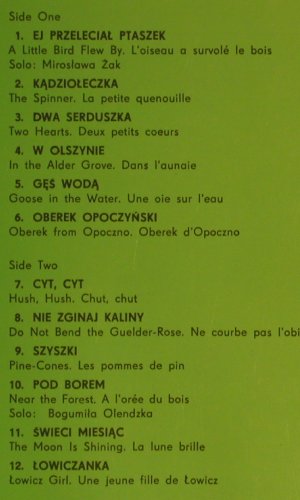 Side One
1. EJ PRZELECIAŁ PTASZEK
A Little Bird Flew By. L'oiseau a survolé le bois
Solo: Mirosława Żak
2. KĄDZIOŁECZKA
The Spinner. La petite quenouille
3. DWA SERDUSZKA
Two Hearts. Deux petits coeurs
4. W OLSZYNIE
In the Alder Grove. Dans l'aunaie
5. GĘŚ WODĄ
Goose in the Water. Une oie sur l'eau
6. OBEREK OPOCZYŃSKI
Oberek from Opoczno. Oberek d'Opoczno
Side Two
7. CYT, CYT
Hush, Hush. Chut, chut
8. NIE ZGINAJ KALINY
Do Not Bend the Guelder-Rose. Ne courbe pas l'obi
9. SZYSZKI
Pine-Cones. Les pommes de pin
10. POD BOREM
Near the Forest. A l'orée du bois
Solo: Bogumiła Olendzka
11. ŚWIECI MIESIĄC
The Moon Is Shining. La lune brille
12. ŁOWICZANKA
Łowicz Girl. Une jeune fille de Łowicz